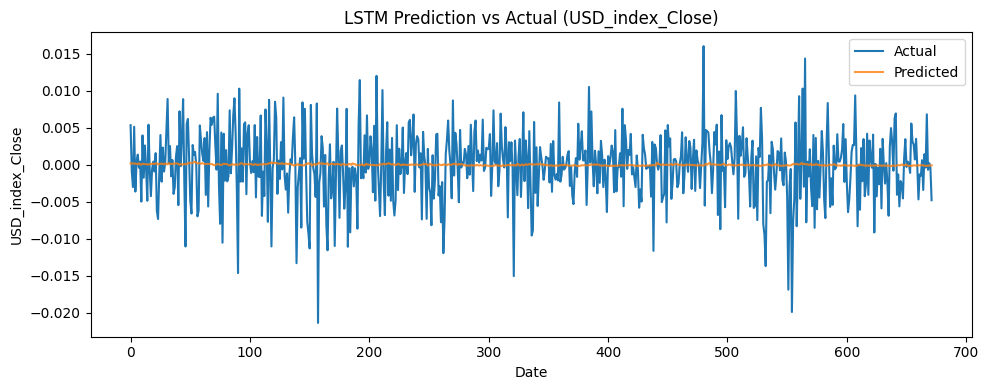 LSTM Prediction vs Actual (USD_index_Close)
Actual
Predicted
0.015
0.010
0.005
0.000
−0.005
−0.010
−0.015
−0.020
USD_index_Close
0 100 200 300 400 500 600 700
Date